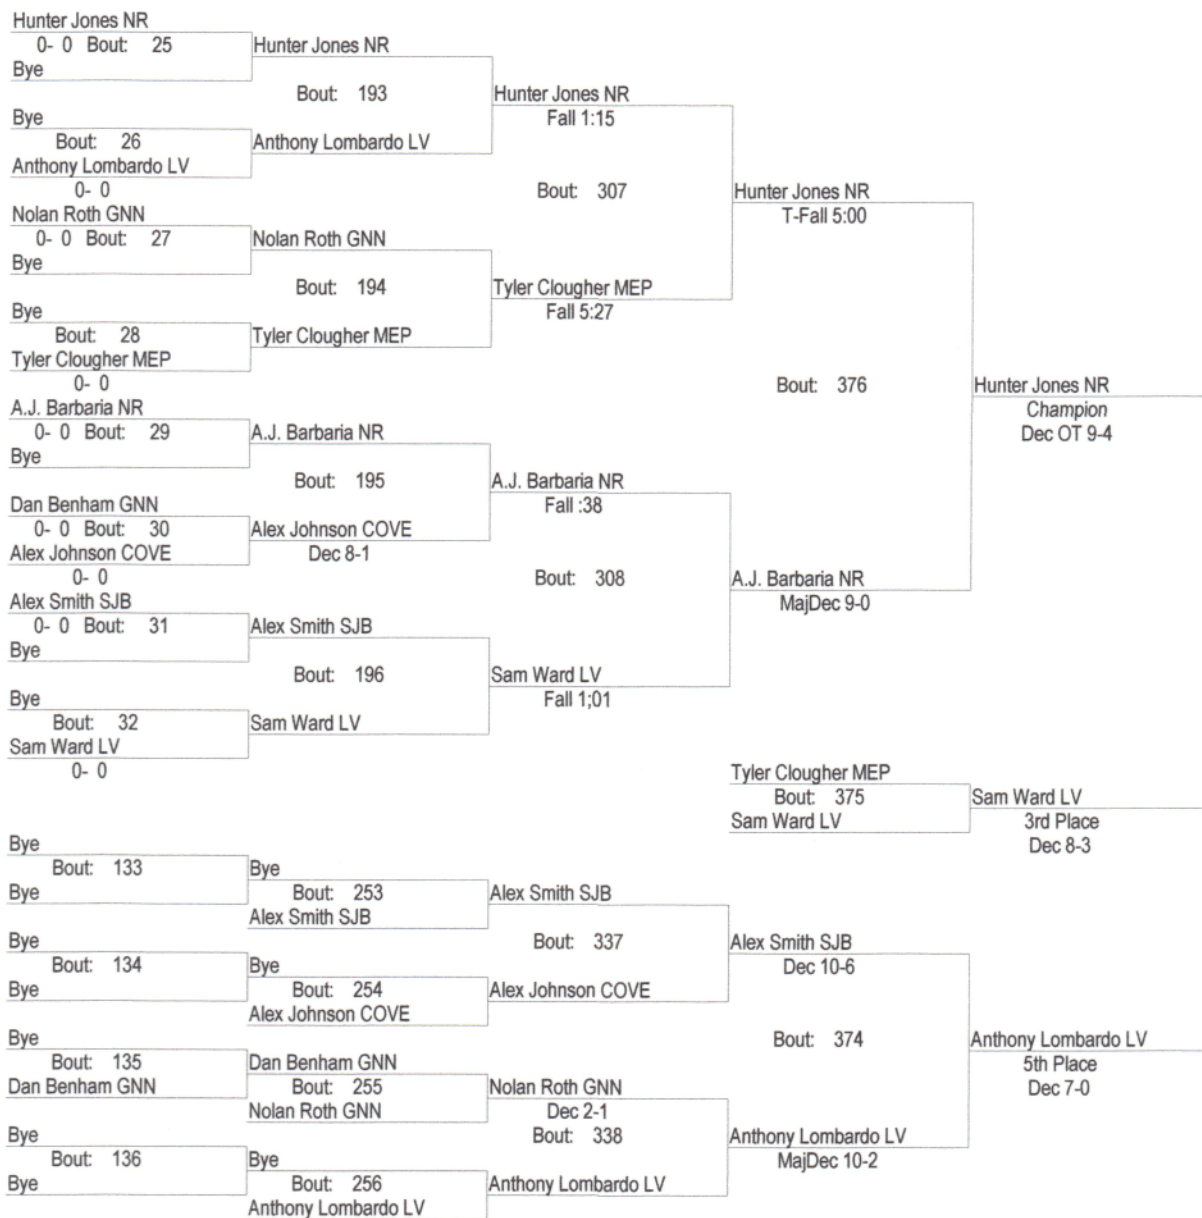 Hunter Jones NR
0- 0 Bout: 25
Bye
Hunter Jones NR
Bout: 193
Bye
Bout: 26
Anthony Lombardo LV
0- 0
Anthony Lombardo LV
Hunter Jones NR
Fall 1:15
Bout: 307
Nolan Roth GNN
0- 0 Bout: 27
Bye
Nolan Roth GNN
Bout: 194
Bye
Bout: 28
Tyler Clougher MEP
0- 0
Tyler Clougher MEP
Tyler Clougher MEP
Fall 5:27
Hunter Jones NR
T-Fall 5:00
Bout: 376
A.J. Barbaria NR
0- 0 Bout: 29
Bye
A.J. Barbaria NR
Bout: 195
Dan Benham GNN
0- 0 Bout: 30
Alex Johnson COVE
0- 0
Alex Johnson COVE
Dec 8-1
A.J. Barbaria NR
Fall :38
Bout: 308
Alex Smith SJB
0- 0 Bout: 31
Bye
Alex Smith SJB
Bout: 196
Bye
Bout: 32
Sam Ward LV
0- 0
Sam Ward LV
Sam Ward LV
Fall 1;01
A.J. Barbaria NR
MajDec 9-0
Hunter Jones NR
Champion
Dec OT 9-4
Tyler Clougher MEP
Bout: 375
Sam Ward LV
Sam Ward LV
3rd Place
Dec 8-3
Bye
Bout: 133
Bye
Bye
Bout: 253
Alex Smith SJB
Alex Smith SJB
Bout: 337
Bye
Bout: 134
Bye
Bye
Bout: 254
Alex Johnson COVE
Alex Johnson COVE
Alex Smith SJB
Dec 10-6
Bout: 374
Bye
Bout: 135
Dan Benham GNN
Dan Benham GNN
Bout: 255
Nolan Roth GNN
Nolan Roth GNN
Dec 2-1
Bout: 338
Bye
Bout: 136
Bye
Bye
Bout: 256
Anthony Lombardo LV
Anthony Lombardo LV
Anthony Lombardo LV
MajDec 10-2
Anthony Lombardo LV
5th Place
Dec 7-0